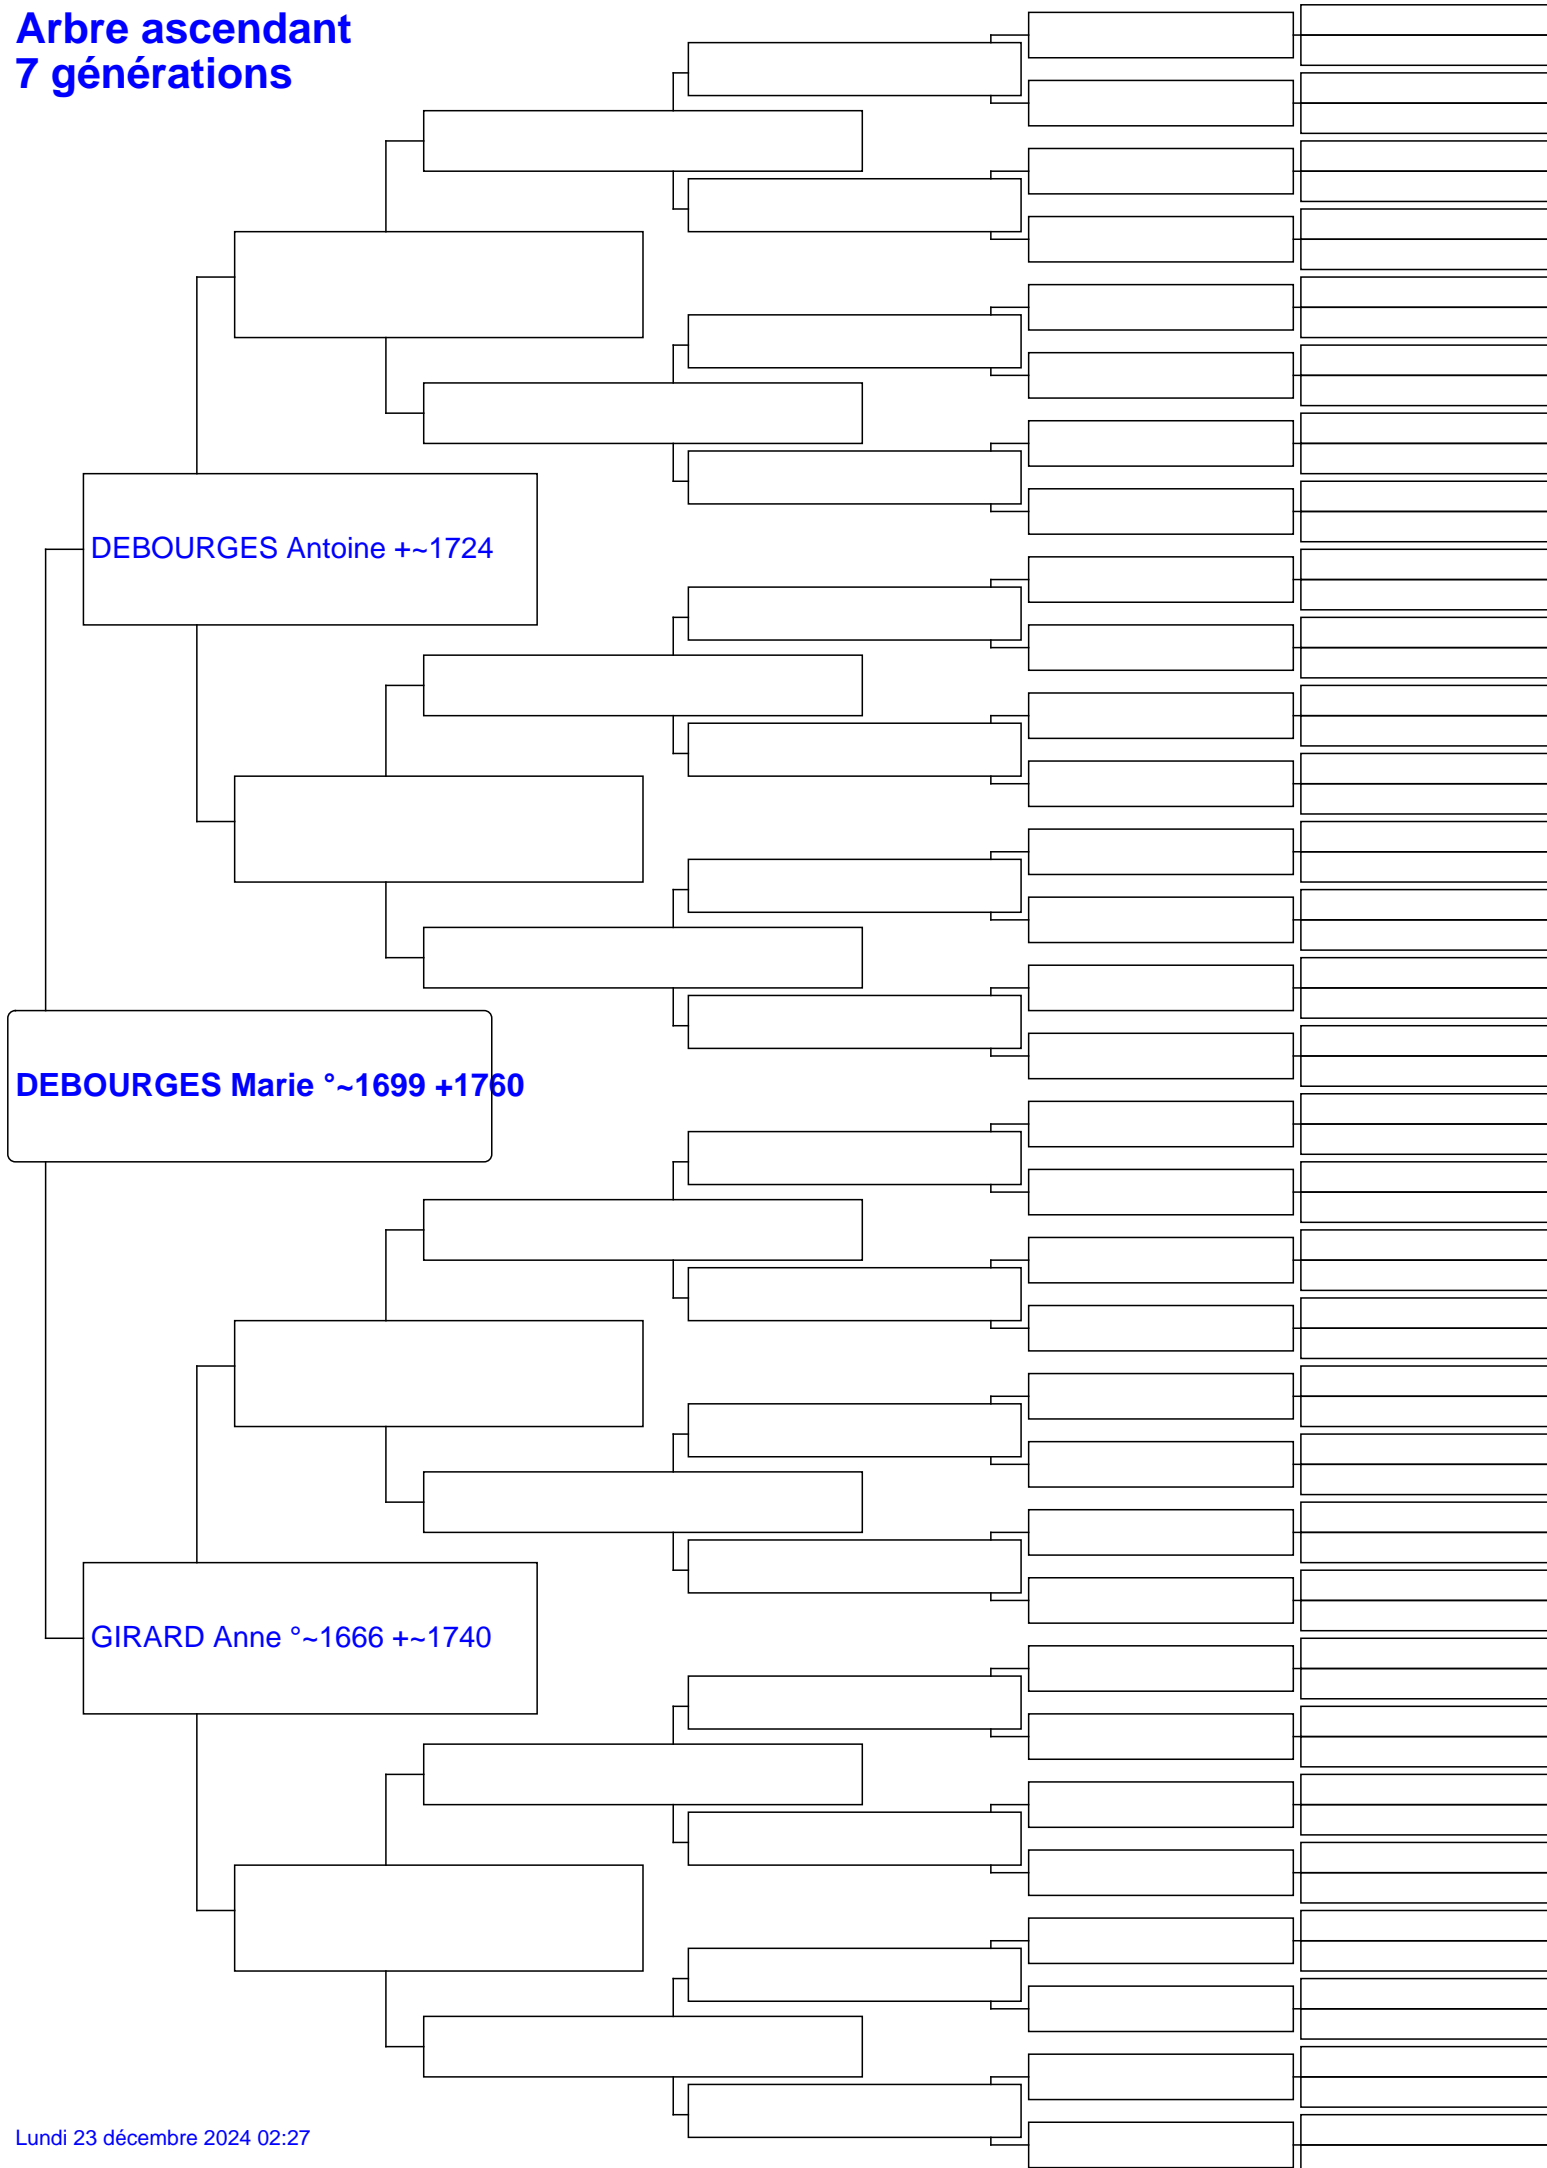 Arbre ascendant
7 générations
DEBOURGES Antoine +~1724
DEBOURGES Marie °~1699 +1760
GIRARD Anne °~1666 +~1740
Lundi 23 décembre 2024 02:27